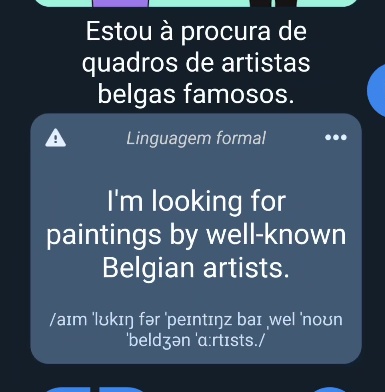 Estou à procura de
quadros de artistas
belgas famosos.
Linguagem formal
I'm looking for
paintings by well-known
Belgian artists.
/aɪm ˈlʊkɪŋ fər ˈpeɪntɪŋz baɪ ˌwel ˈnoʊn
ˈbeldʒən ˈɑːrtɪsts./